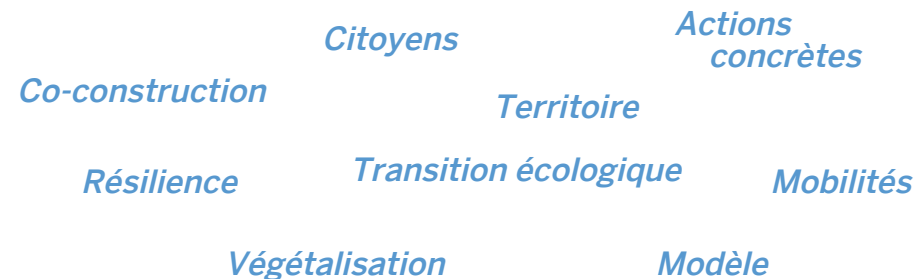 Citoyens
Actions
concrètes
Co-construction
Territoire
Résilience
Transition écologique
Mobilités
Végétalisation
Modèle